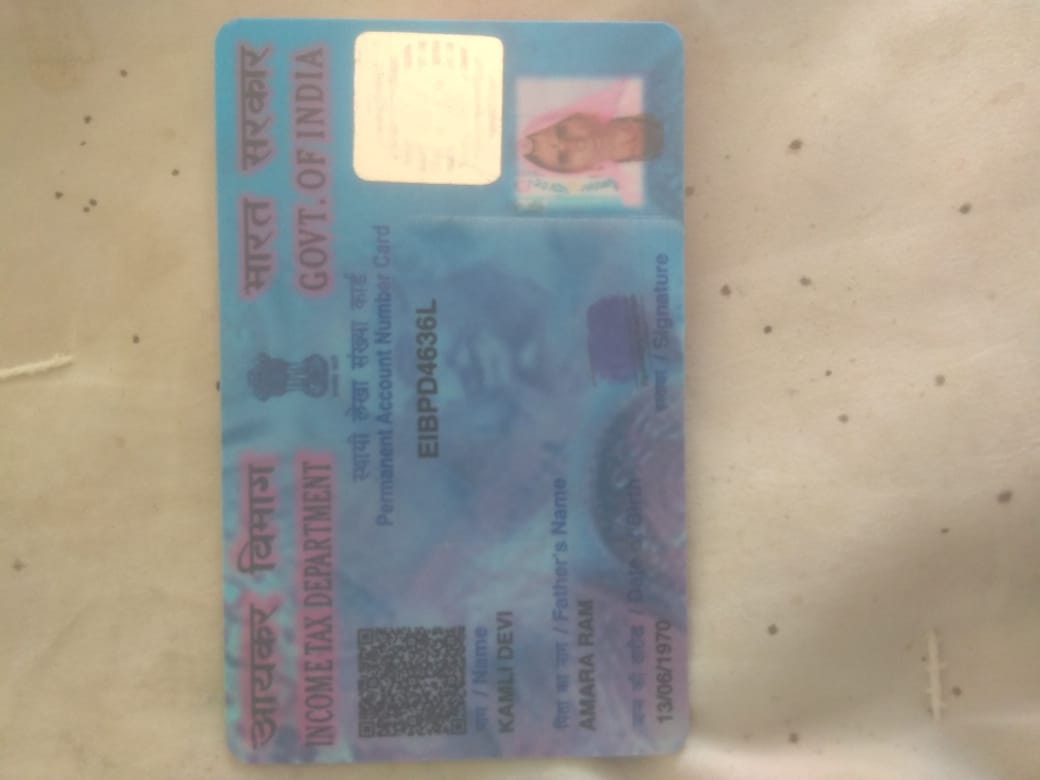 आयकर विभाग
INCOME TAX DEPARTMENT
भारत सरकार
GOVT. OF INDIA
स्थायी लेखा संख्या कार्ड
Permanent Account Number Card
EIBPD4636L
नाम / Name
KAMLI DEVI
पिता का नाम / Father's Name
AMARA RAM
जन्म की तारीख / Date of Birth
13/06/1970
हस्ताक्षर / Signature